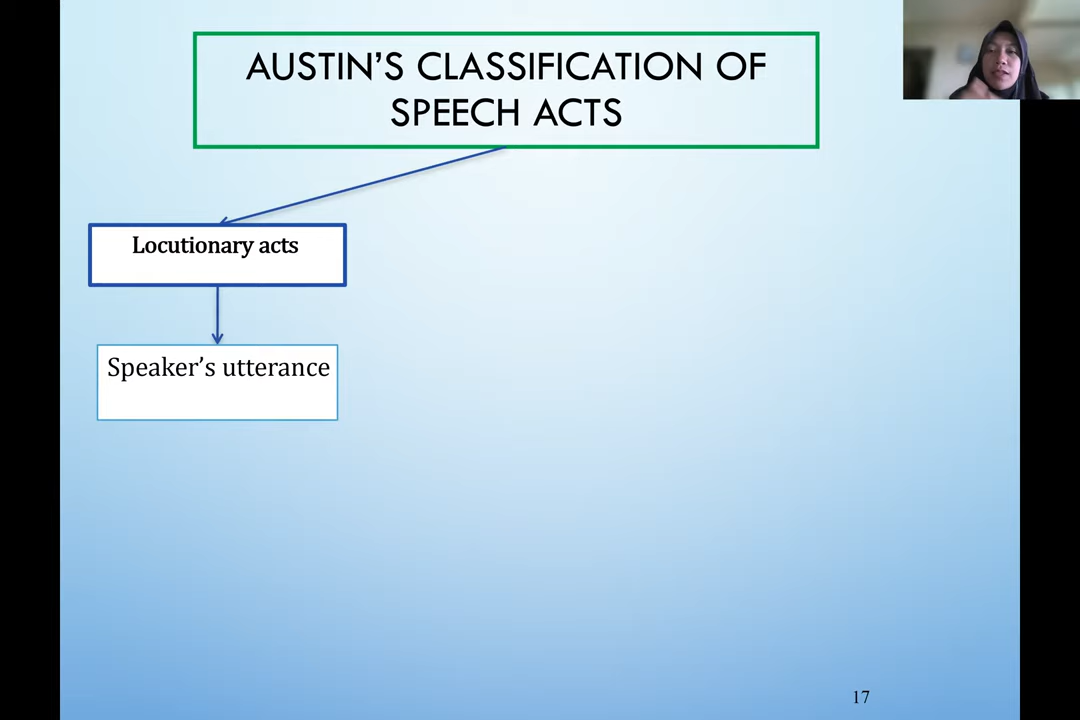 AUSTIN'S CLASSIFICATION OF
SPEECH ACTS
Locutionary acts
Speaker's utterance
17